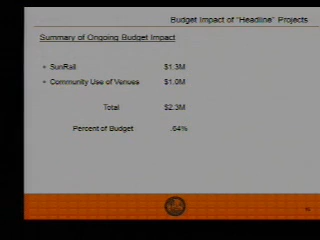 Budget Impact of "Headline" Projects
Summary of Ongoing Budget Impact
• SunRail $1.3M
• Community Use of Venues $1.0M
Total $2.3M
Percent of Budget .64%